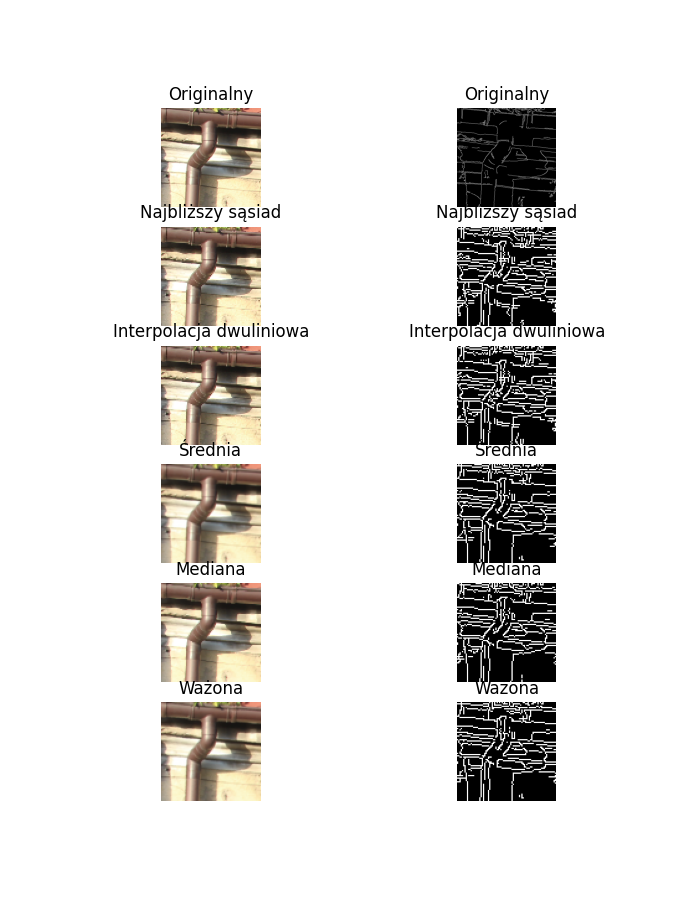 Originalny
Originalny
Najbliższy sąsiad
Najbliższy sąsiad
Interpolacja dwuliniowa
Interpolacja dwuliniowa
Średnia
Średnia
Mediana
Mediana
Ważona
Ważona